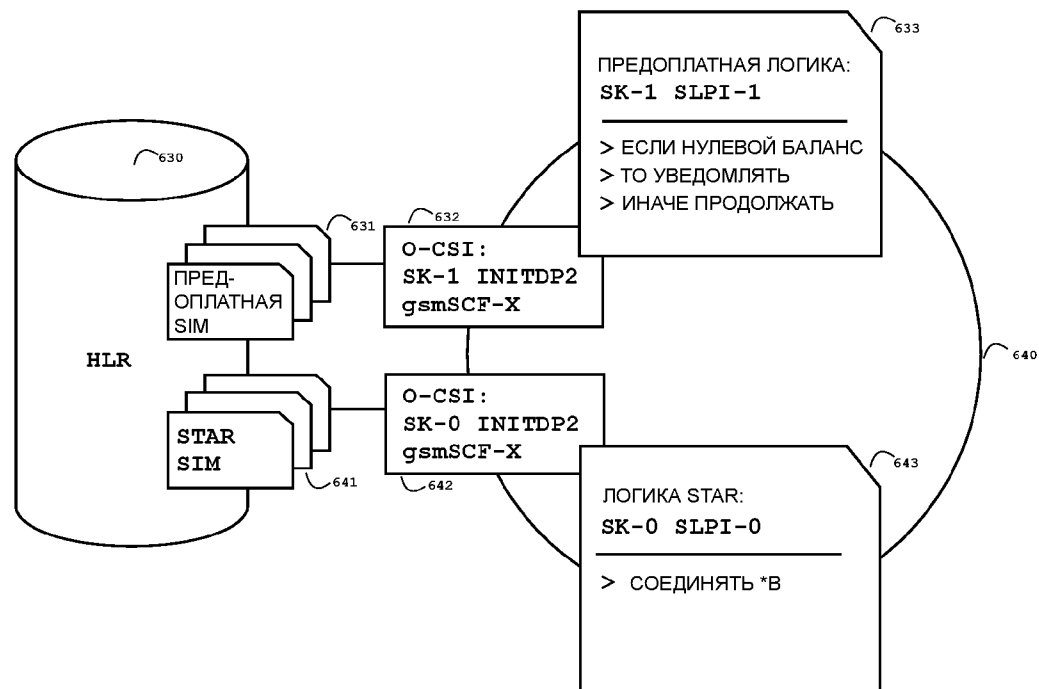 633
ПРЕДОПЛАТНАЯ ЛОГИКА:
SK-1 SLPI-1
> ЕСЛИ НУЛЕВОЙ БАЛАНС
> ТО УВЕДОМЛЯТЬ
> ИНАЧЕ ПРОДОЛЖАТЬ
630
631
632
ПРЕД-
ОПЛАТНАЯ
SIM
O-CSI:
SK-1 INITDP2
gsmSCF-X
HLR
640
STAR
SIM
641
O-CSI:
SK-0 INITDP2
gsmSCF-X
642
643
ЛОГИКА STAR:
SK-0 SLPI-0
> СОЕДИНЯТЬ *B